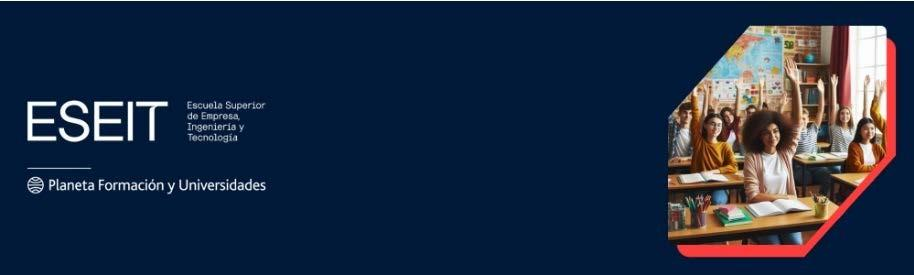 ESEIT
Escuela Superior
de Empresa,
Ingeniería y
Tecnología
Planeta Formación y Universidades